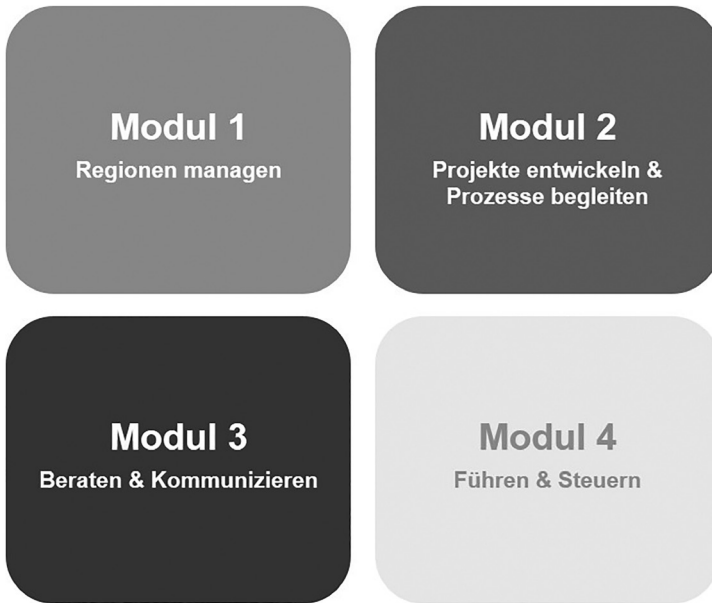 Modul 1
Regionen managen
Modul 2
Projekte entwickeln &
Prozesse begleiten
Modul 3
Beraten & Kommunizieren
Modul 4
Führen & Steuern